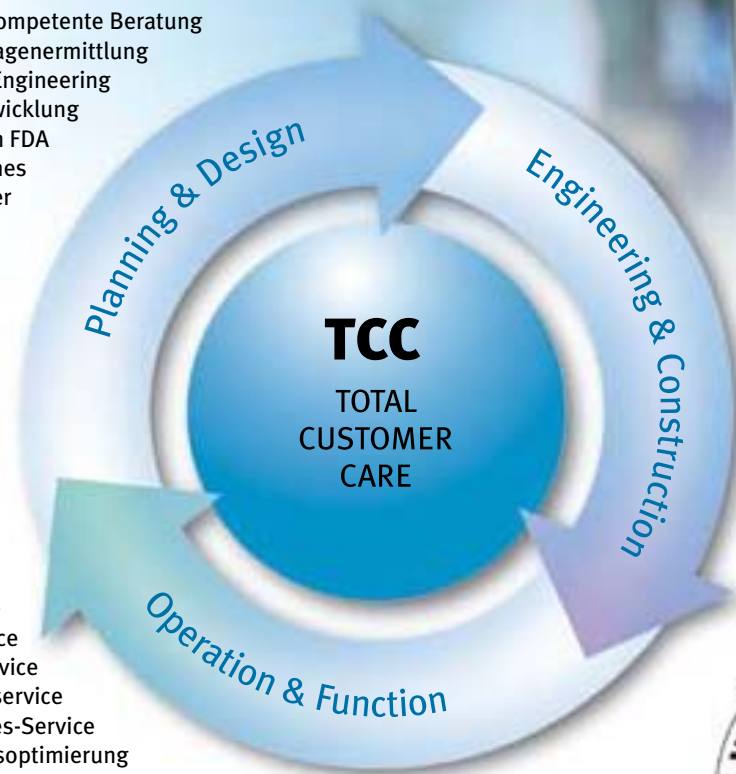 ompetente Beratung
agenermittlung
Engineering
wicklung
FDA
nes
er
Planning & Design
Engineering & Construction
TCC
TOTAL
CUSTOMER
CARE
Operation & Function
ce
vice
service
es-Service
soptimierung